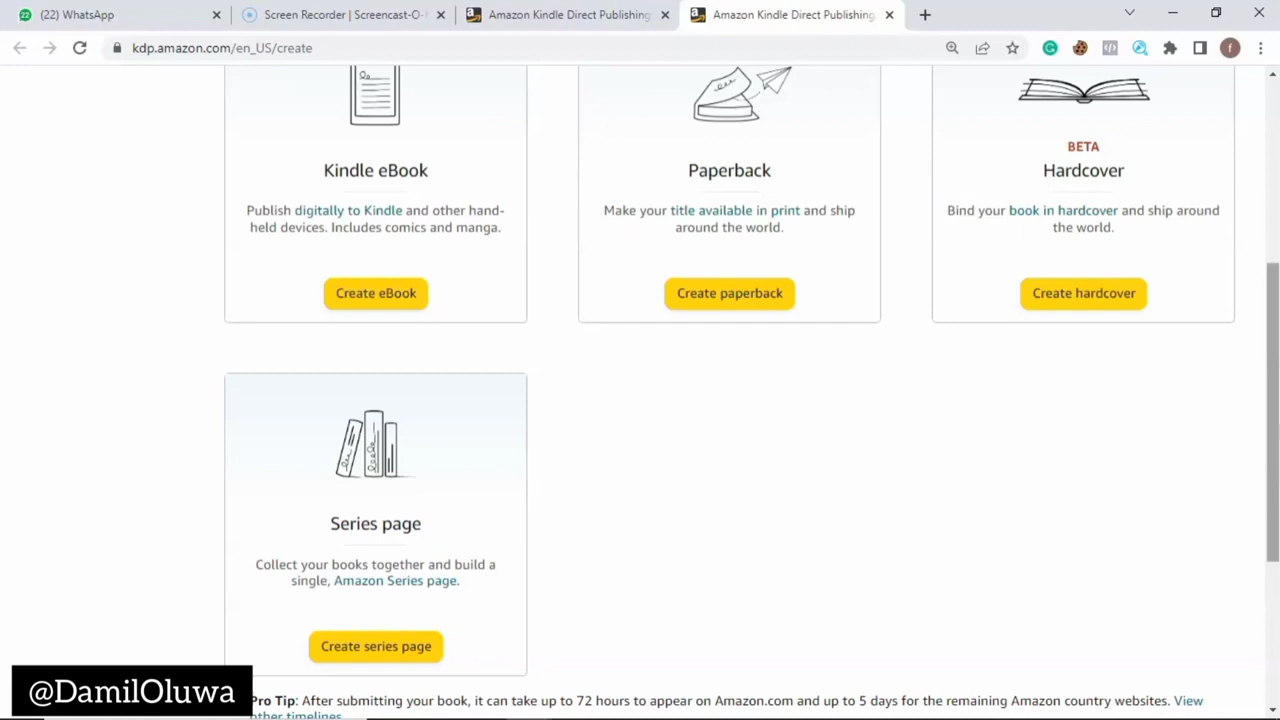 (22) WhatsApp
Screen Recorder | Screencast-O-
Amazon Kindle Direct Publishing
Amazon Kindle Direct Publishing
kdp.amazon.com/en_US/create
f
Kindle eBook
Publish digitally to Kindle and other hand-
held devices. Includes comics and manga.
Create eBook
Paperback
Make your title available in print and ship
around the world.
Create paperback
BETA
Hardcover
Bind your book in hardcover and ship around
the world.
Create hardcover
Series page
Collect your books together and build a
single, Amazon Series page.
Create series page
@DamilOluwa
Pro Tip: After submitting your book, it can take up to 72 hours to appear on Amazon.com and up to 5 days for the remaining Amazon country websites. View
other timelines